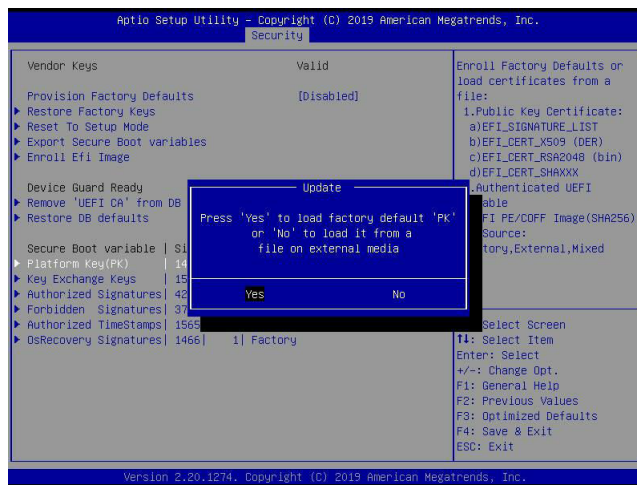 Aptio Setup Utility – Copyright (C) 2019 American Megatrends, Inc.
Security
Vendor Keys Valid
Provision Factory Defaults [Disabled]
Restore Factory Keys
Reset To Setup Mode
Export Secure Boot variables
Enroll Efi Image
Device Guard Ready
Remove 'UEFI CA' from DB
Restore DB defaults
Secure Boot variable | Si
Platform Key(PK) | 14
Key Exchange Keys | 15
Authorized Signatures| 42
Forbidden Signatures| 37
Authorized TimeStamps| 1565
OsRecovery Signatures| 1466| 1| Factory
Update
Press 'Yes' to load factory default 'PK'
or 'No' to load it from a
file on external media
Yes No
Enroll Factory Defaults or
load certificates from a
file:
1.Public Key Certificate:
a)EFI_SIGNATURE_LIST
b)EFI_CERT_X509 (DER)
c)EFI_CERT_RSA2048 (bin)
d)EFI_CERT_SHAXXX
.Authenticated UEFI
able
FI PE/COFF Image(SHA256)
Source:
tory,External,Mixed
Select Screen
↑↓: Select Item
Enter: Select
+/-: Change Opt.
F1: General Help
F2: Previous Values
F3: Optimized Defaults
F4: Save & Exit
ESC: Exit
Version 2.20.1274. Copyright (C) 2019 American Megatrends, Inc.